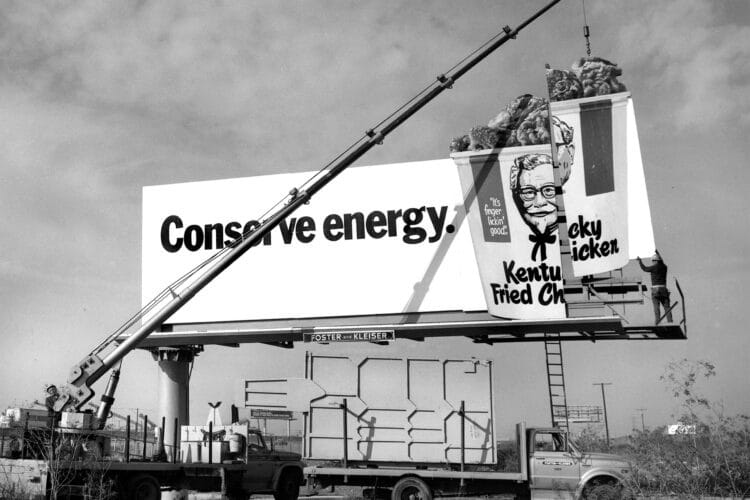 Conserve energy.
"It's
finger
lickin'
good!"
Kentu cky
Fried Ch icken
FOSTER AND KLEISER